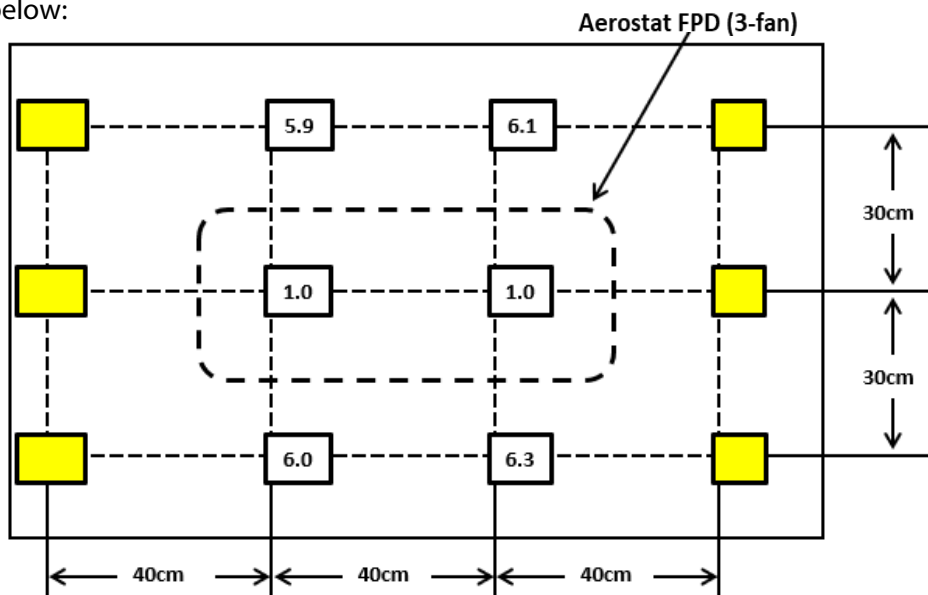 elow:
Aerostat FPD (3-fan)
5.9 6.1
30cm
1.0 1.0
30cm
6.0 6.3
40cm 40cm 40cm